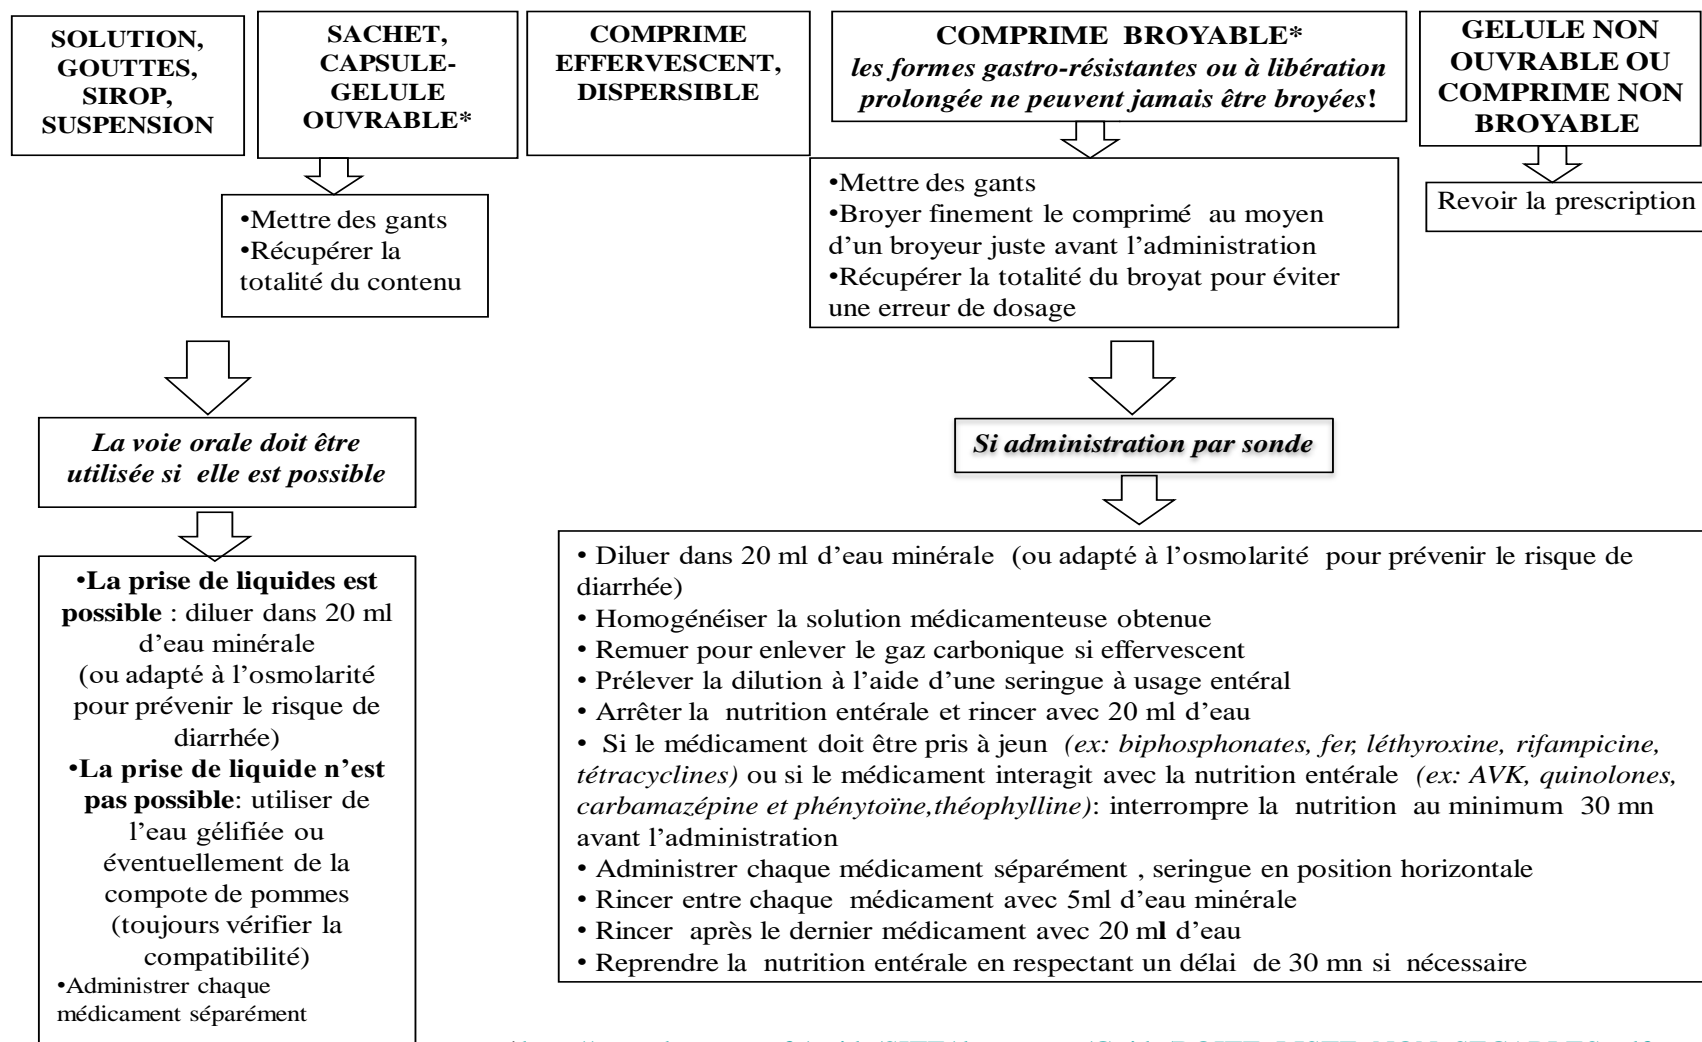 SOLUTION,
GOUTTES,
SIROP,
SUSPENSION
SACHET,
CAPSULE-
GELULE
OUVRABLE*
COMPRIME
EFFERVESCENT,
DISPERSIBLE
COMPRIME BROYABLE*
les formes gastro-résistantes ou à libération
prolongée ne peuvent jamais être broyées!
GELULE NON
OUVRABLE OU
COMPRIME NON
BROYABLE
•Mettre des gants
•Récupérer la
totalité du contenu
•Mettre des gants
•Broyer finement le comprimé au moyen
d'un broyeur juste avant l'administration
•Récupérer la totalité du broyat pour éviter
une erreur de dosage
Revoir la prescription
La voie orale doit être
utilisée si elle est possible
Si administration par sonde
•La prise de liquides est
possible : diluer dans 20 ml
d'eau minérale
(ou adapté à l'osmolarité
pour prévenir le risque de
diarrhée)
•La prise de liquide n'est
pas possible: utiliser de
l'eau gélifiée ou
éventuellement de la
compote de pommes
(toujours vérifier la
compatibilité)
•Administrer chaque
médicament séparément
• Diluer dans 20 ml d'eau minérale (ou adapté à l'osmolarité pour prévenir le risque de
diarrhée)
• Homogénéiser la solution médicamenteuse obtenue
• Remuer pour enlever le gaz carbonique si effervescent
• Prélever la dilution à l'aide d'une seringue à usage entéral
• Arrêter la nutrition entérale et rincer avec 20 ml d'eau
• Si le médicament doit être pris à jeun (ex: biphosphonates, fer, léthyroxine, rifampicine,
tétracyclines) ou si le médicament interagit avec la nutrition entérale (ex: AVK, quinolones,
carbamazépine et phénytoïne,théophylline): interrompre la nutrition au minimum 30 mn
avant l'administration
• Administrer chaque médicament séparément , seringue en position horizontale
• Rincer entre chaque médicament avec 5ml d'eau minérale
• Rincer après le dernier médicament avec 20 ml d'eau
• Reprendre la nutrition entérale en respectant un délai de 30 mn si nécessaire